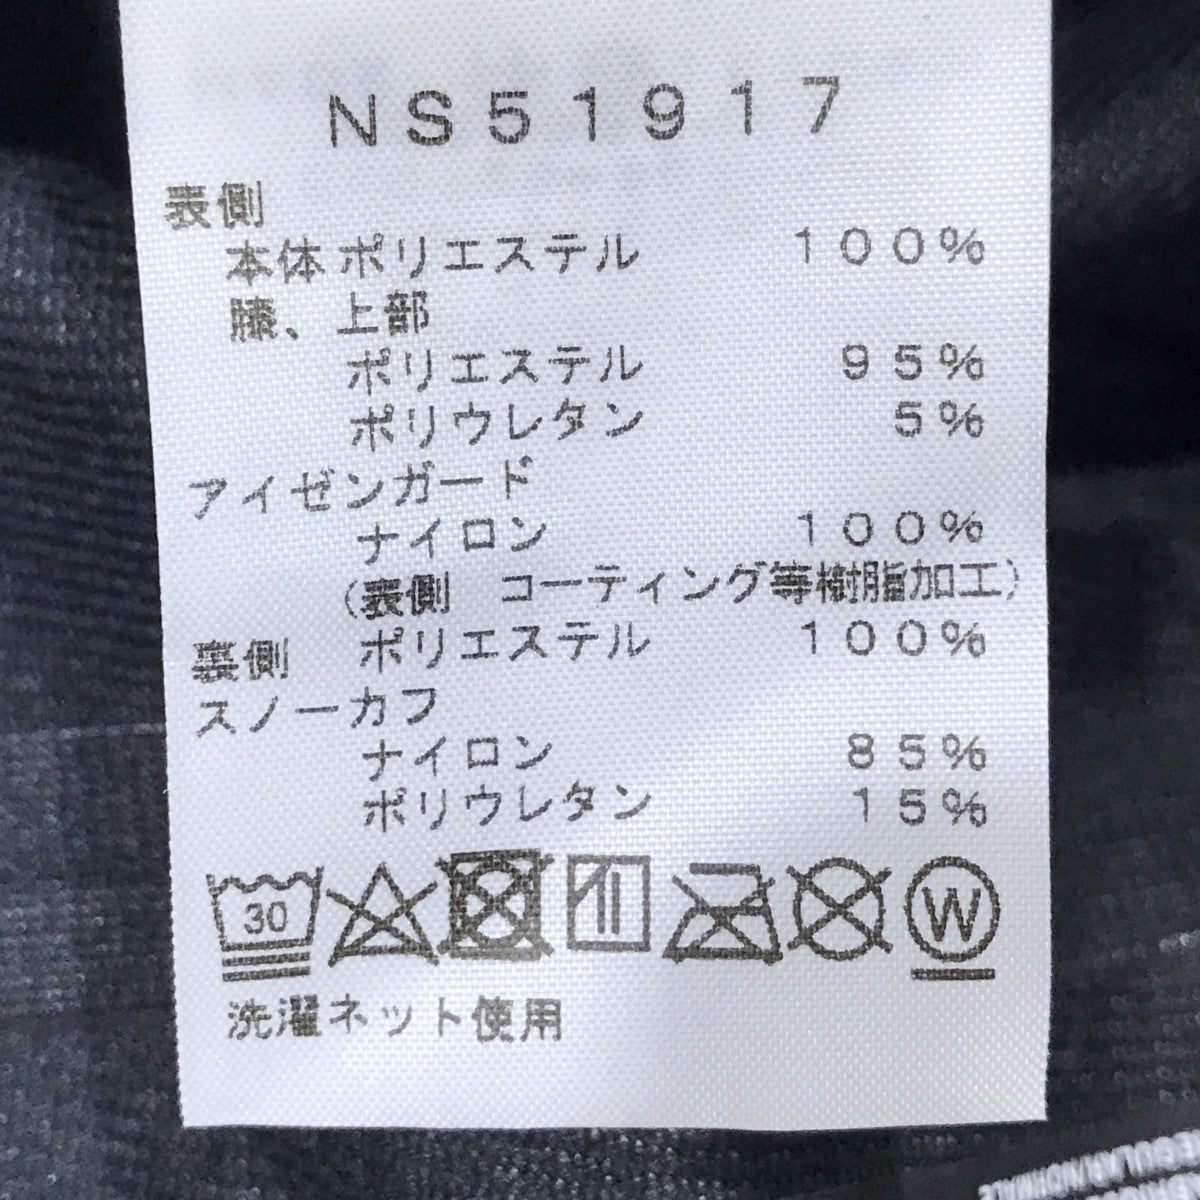 NS51917
表側
本体 ポリエステル 100%
膝、上部
ポリエステル 95%
ポリウレタン 5%
アイゼンガード
ナイロン 100%
(表側 コーティング等樹脂加工)
裏側 ポリエステル 100%
スノーカフ
ナイロン 85%
ポリウレタン 15%
30 W
洗濯ネット使用